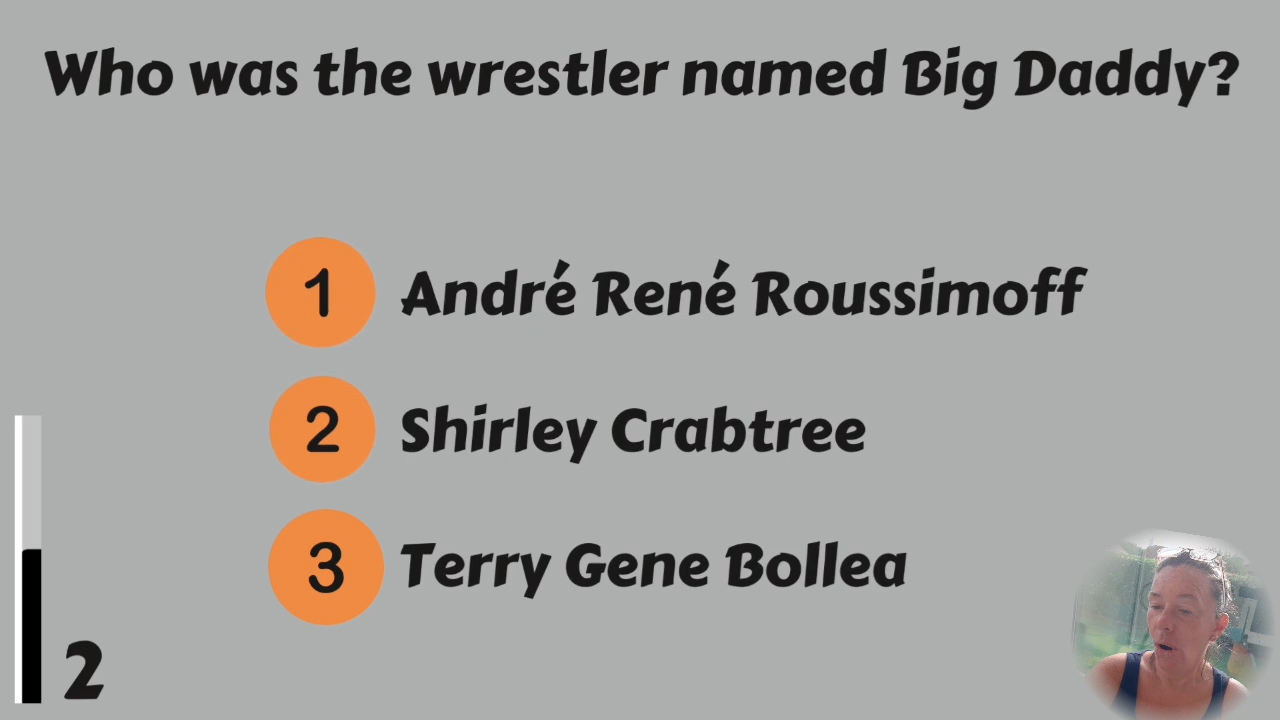 Who was the wrestler named Big Daddy?
1 André René Roussimoff
2 Shirley Crabtree
3 Terry Gene Bollea
2